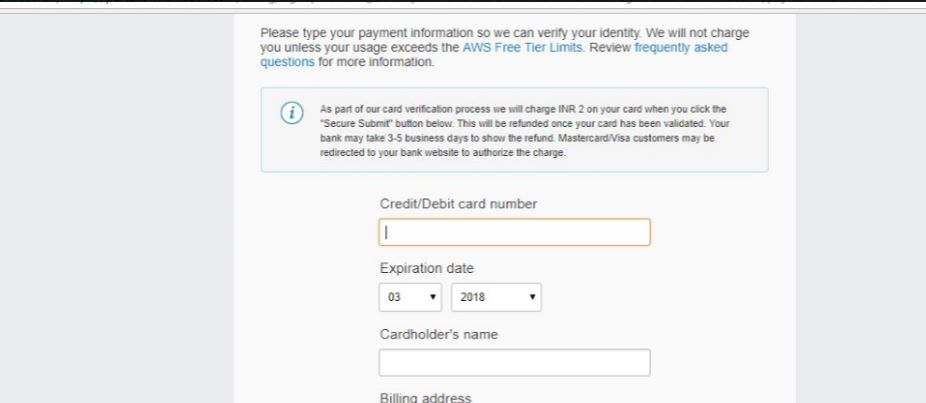 Please type your payment information so we can verify your identity. We will not charge
you unless your usage exceeds the AWS Free Tier Limits. Review frequently asked
questions for more information.
As part of our card verification process we will charge INR 2 on your card when you click the
"Secure Submit" button below. This will be refunded once your card has been validated. Your
bank may take 3-5 business days to show the refund. Mastercard/Visa customers may be
redirected to your bank website to authorize the charge.
Credit/Debit card number
Expiration date
03 2018
Cardholder's name
Billing address